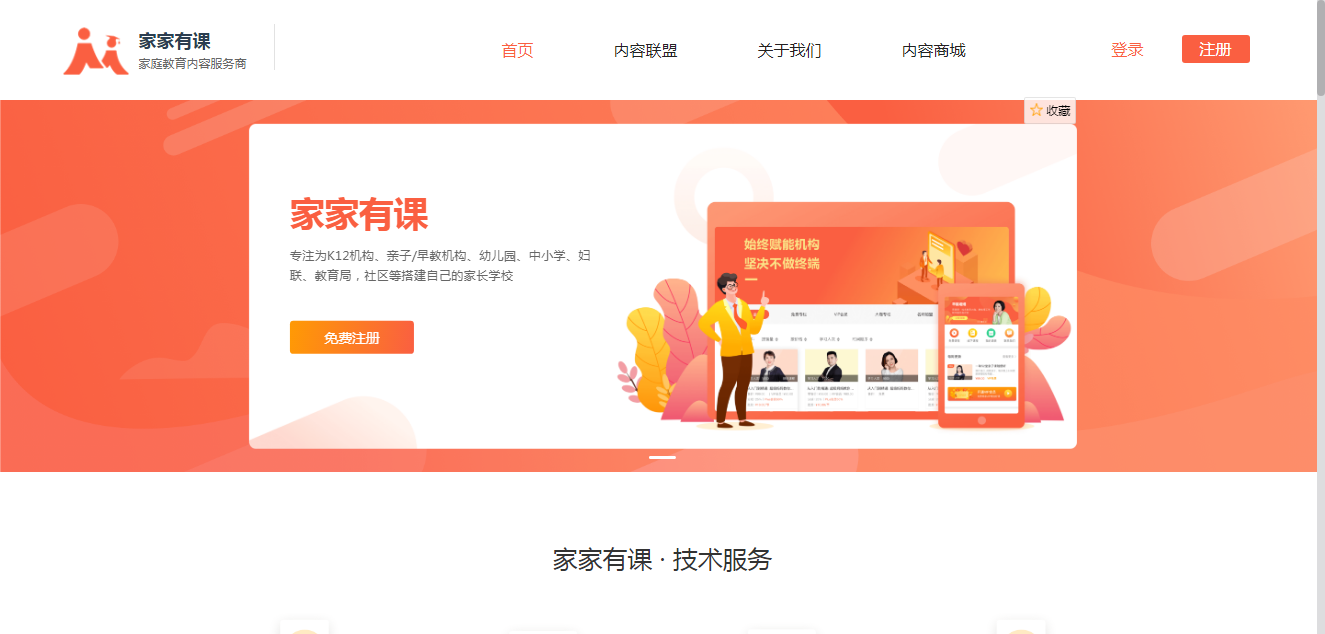 家家有课
家庭教育内容服务商
首页
内容联盟
关于我们
内容商城
登录
注册
收藏
家家有课
专注为K12机构、亲子/早教机构、幼儿园、中小学、妇
联、教育局，社区等搭建自己的家长学校
免费注册
始终赋能机构
坚决不做终端
家家有课 · 技术服务